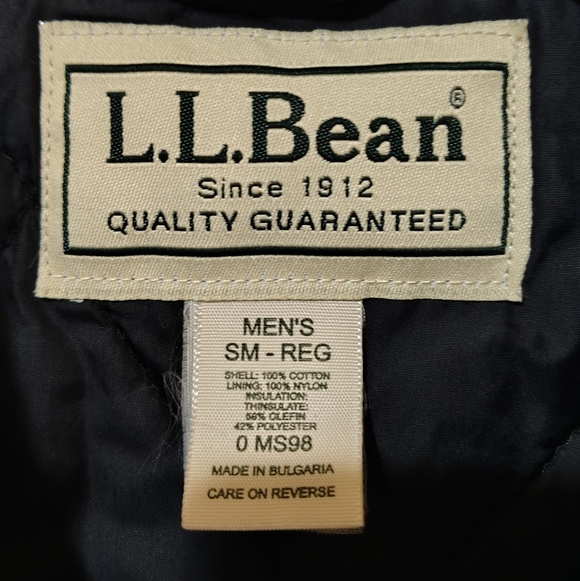 L.L.Bean®
Since 1912
QUALITY GUARANTEED
MEN'S
SM - REG
SHELL: 100% COTTON
LINING: 100% NYLON
INSULATION:
THINSULATE:
56% OLEFIN
42% POLYESTER
0 MS98
MADE IN BULGARIA
CARE ON REVERSE